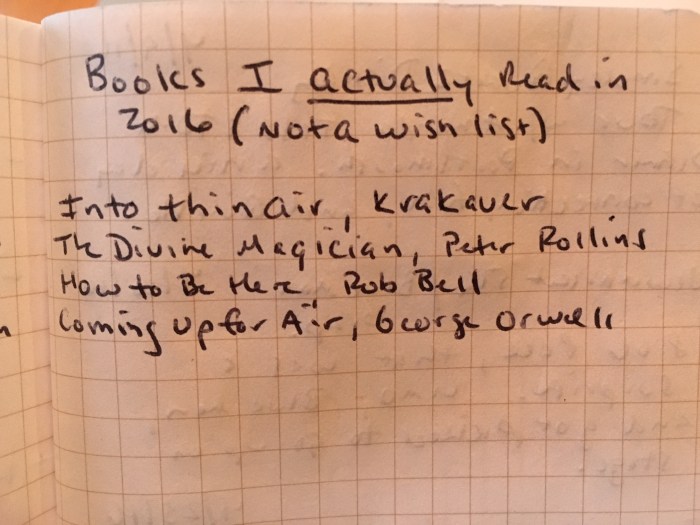 Books I actually Read in
2016 (Not a wish list)
Into thin air, Krakauer
The Divine Magician, Peter Rollins
How to Be Here Rob Bell
Coming up for Air, George Orwell